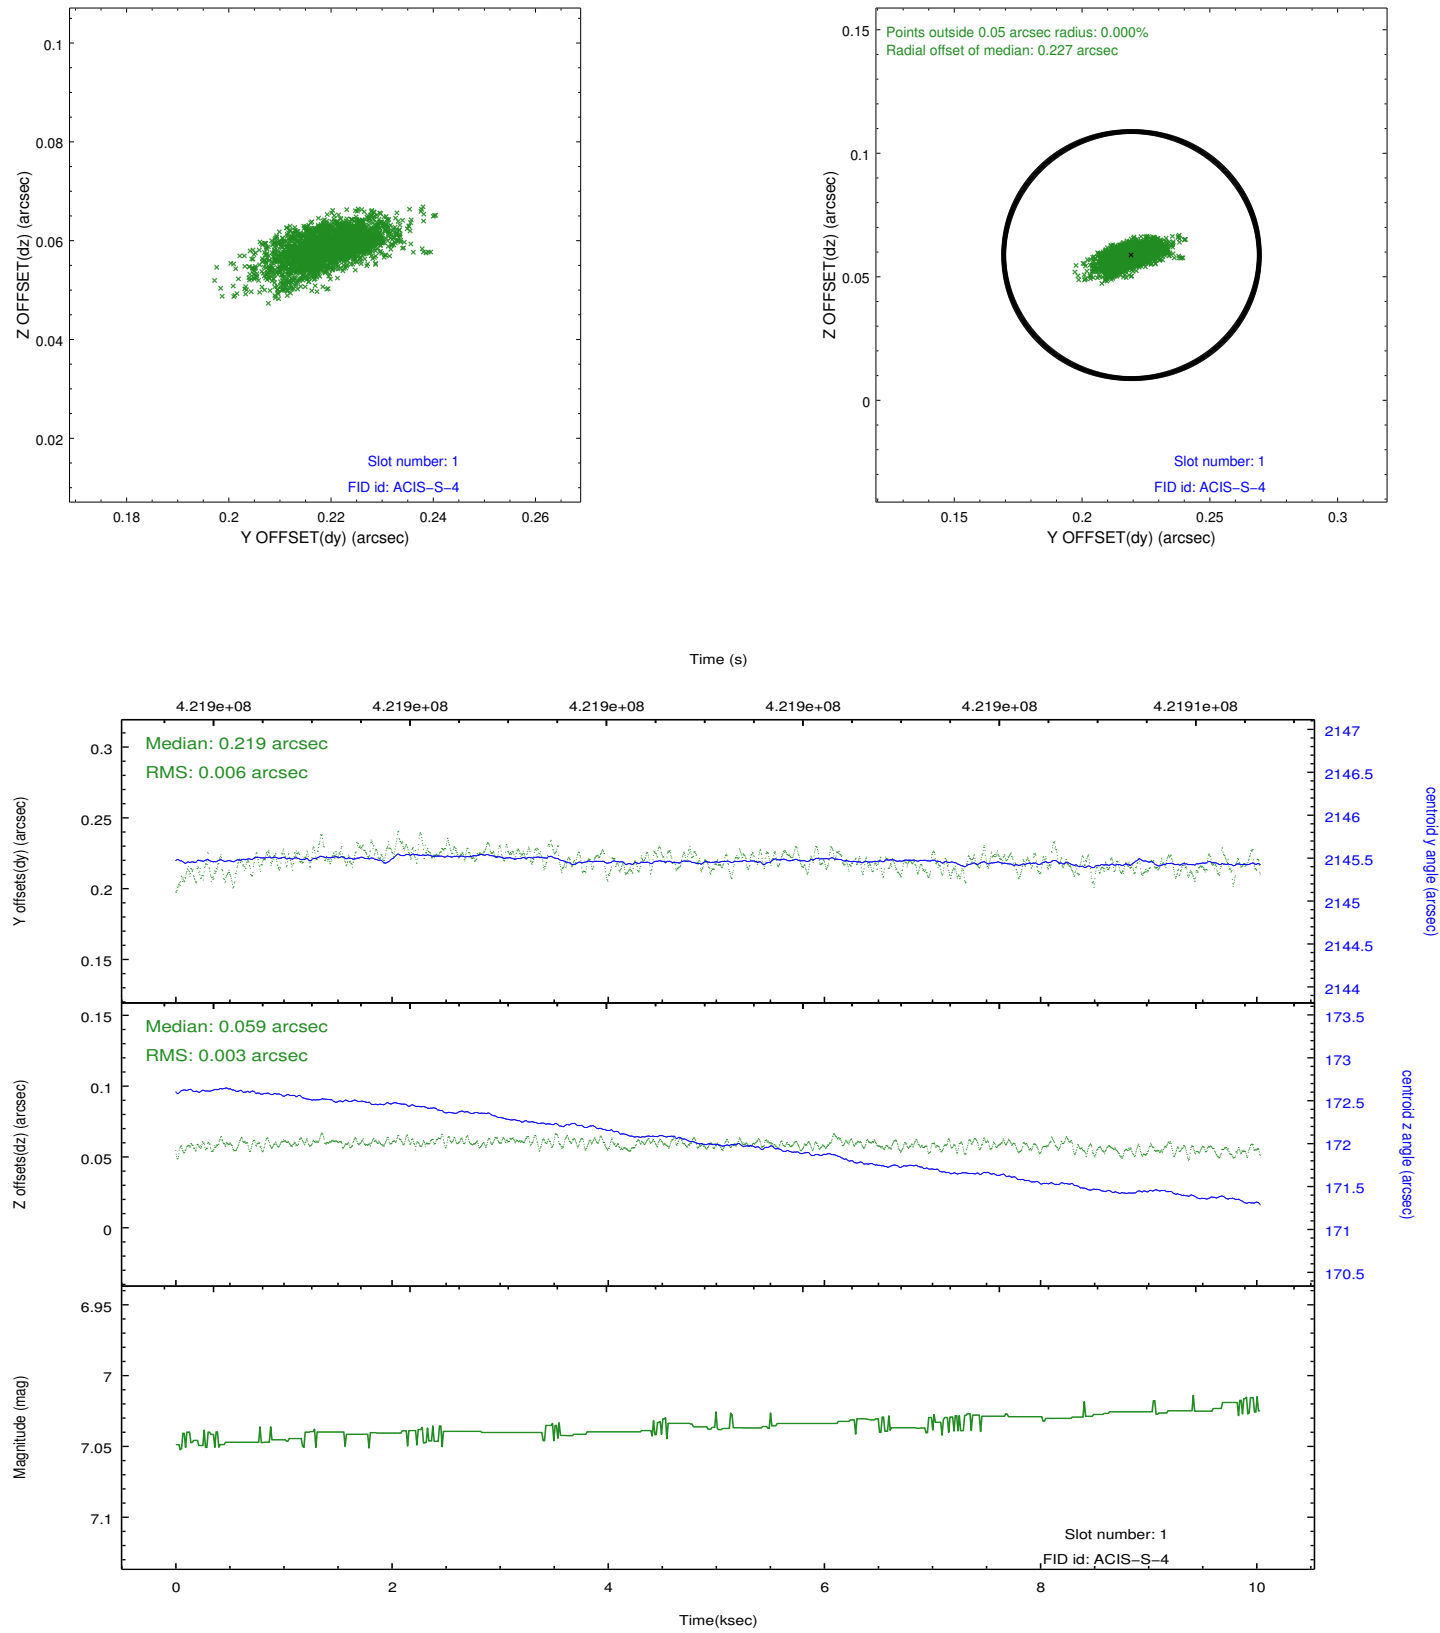 0.1
0.08
0.06
0.04
0.02
Z OFFSET(dz) (arcsec)
Slot number: 1
FID id: ACIS−S−4
0.18 0.2 0.22 0.24 0.26
Y OFFSET(dy) (arcsec)
Points outside 0.05 arcsec radius: 0.000%
Radial offset of median: 0.227 arcsec
0.15
0.1
0.05
0
Z OFFSET(dz) (arcsec)
Slot number: 1
FID id: ACIS−S−4
0.15 0.2 0.25 0.3
Y OFFSET(dy) (arcsec)
Time (s)
4.219e+08 4.219e+08 4.219e+08 4.219e+08 4.219e+08 4.2191e+08
Median: 0.219 arcsec
RMS: 0.006 arcsec
0.3
0.25
0.2
0.15
Y offsets(dy) (arcsec)
2147
2146.5
2146
2145.5
2145
2144.5
2144
centroid y angle (arcsec)
Median: 0.059 arcsec
RMS: 0.003 arcsec
0.15
0.1
0.05
0
Z offsets(dz) (arcsec)
173.5
173
172.5
172
171.5
171
170.5
centroid z angle (arcsec)
6.95
7
7.05
7.1
Magnitude (mag)
Slot number: 1
FID id: ACIS−S−4
0 2 4 6 8 10
Time(ksec)